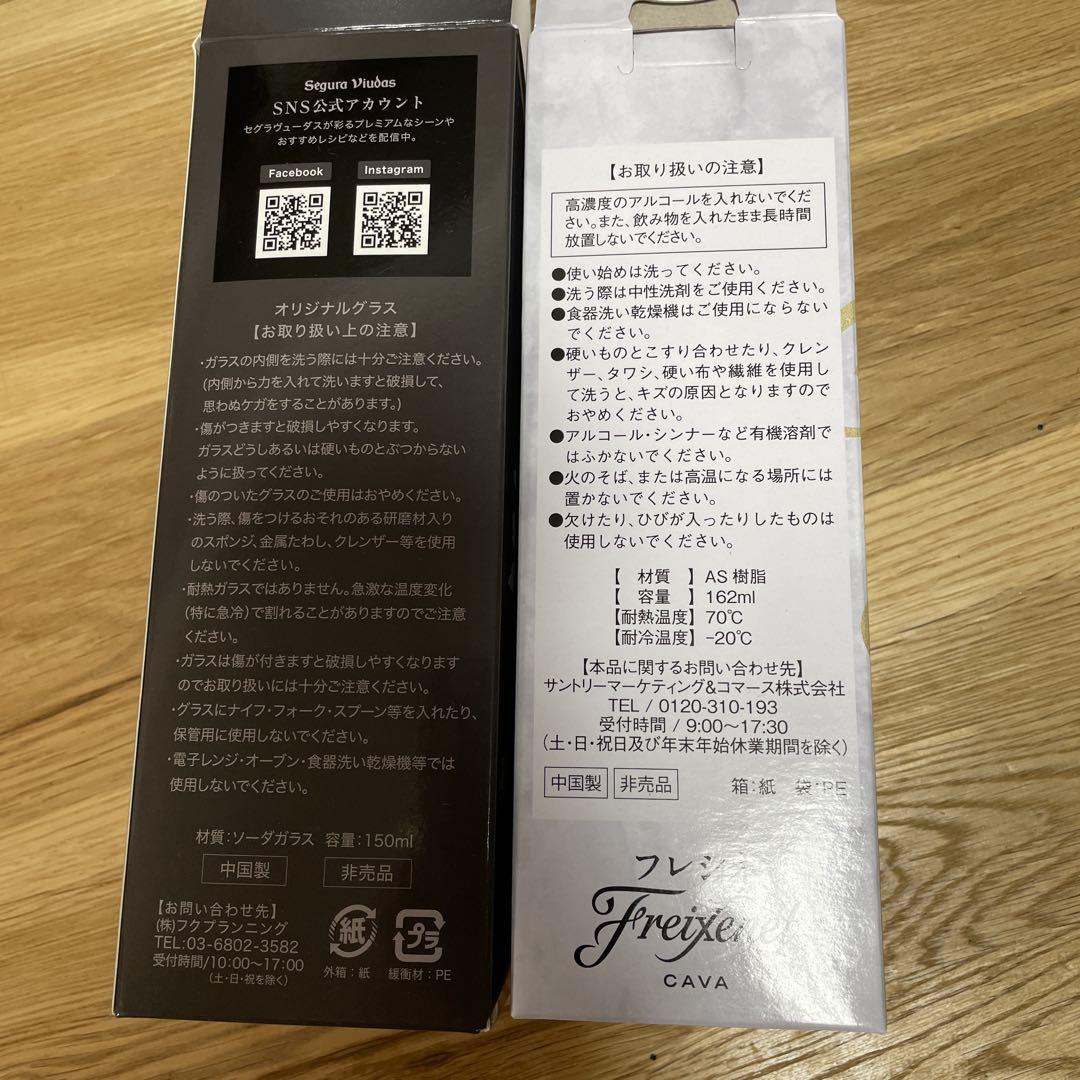 Segura Viudas
SNS公式アカウント
セグラヴューダスが彩るプレミアムなシーンや
おすすめレシピなどを配信中。
Facebook
Instagram
オリジナルグラス
【お取り扱い上の注意】
・ガラスの内側を洗う際には十分ご注意ください。
(内側から力を入れて洗いますと破損して、
思わぬケガをすることがあります。)
・傷がつきますと破損しやすくなります。
ガラスどうしあるいは硬いものとぶつからない
ように扱ってください。
・傷のついたグラスのご使用はおやめください。
・洗う際、傷をつけるおそれのある研磨材入り
のスポンジ、金属たわし、クレンザー等を使用
しないでください。
・耐熱ガラスではありません。急激な温度変化
(特に急冷)で割れることがありますのでご注意
ください。
・ガラスは傷が付きますと破損しやすくなります
のでお取り扱いには十分ご注意ください。
・グラスにナイフ・フォーク・スプーン等を入れたり、
保管用に使用しないでください。
・電子レンジ・オーブン・食器洗い乾燥機等では
使用しないでください。
材質:ソーダガラス 容量:150ml
中国製
非売品
【お問い合わせ先】
(株)フクプランニング
TEL:03-6802-3582
受付時間/10:00〜17:00
(土・日・祝を除く)
紙
外箱:紙
プラ
緩衝材:PE
【お取り扱いの注意】
高濃度のアルコールを入れないでくだ
さい。また、飲み物を入れたまま長時間
放置しないでください。
●使い始めは洗ってください。
●洗う際は中性洗剤をご使用ください。
●食器洗い乾燥機はご使用にならない
でください。
●硬いものとこすり合わせたり、クレン
ザー、タワシ、硬い布や繊維を使用し
て洗うと、キズの原因となりますので
おやめください。
●アルコール・シンナーなど有機溶剤で
はふかないでください。
●火のそば、または高温になる場所には
置かないでください。
●欠けたり、ひびが入ったりしたものは
使用しないでください。
【 材質 】 AS樹脂
【 容量 】 162ml
【耐熱温度】 70℃
【耐冷温度】 -20℃
【本品に関するお問い合わせ先】
サントリーマーケティング&コマース株式会社
TEL / 0120-310-193
受付時間 / 9:00〜17:30
(土・日・祝日及び年末年始休業期間を除く)
中国製
非売品
箱:紙 袋:PE
フレシ
Freixene
CAVA